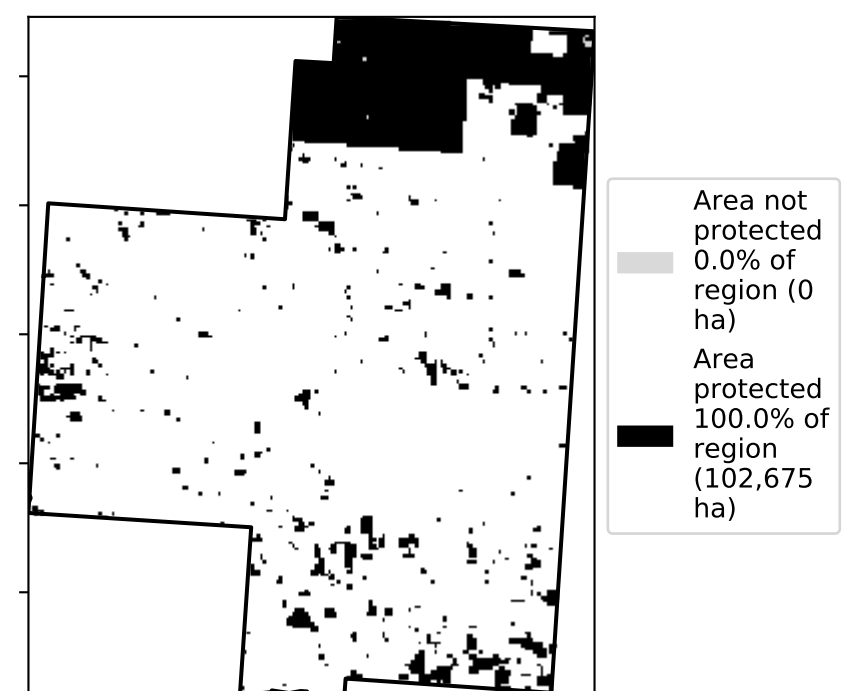 Area not
protected
0.0% of
region (0
ha)
Area
protected
100.0% of
region
(102,675
ha)